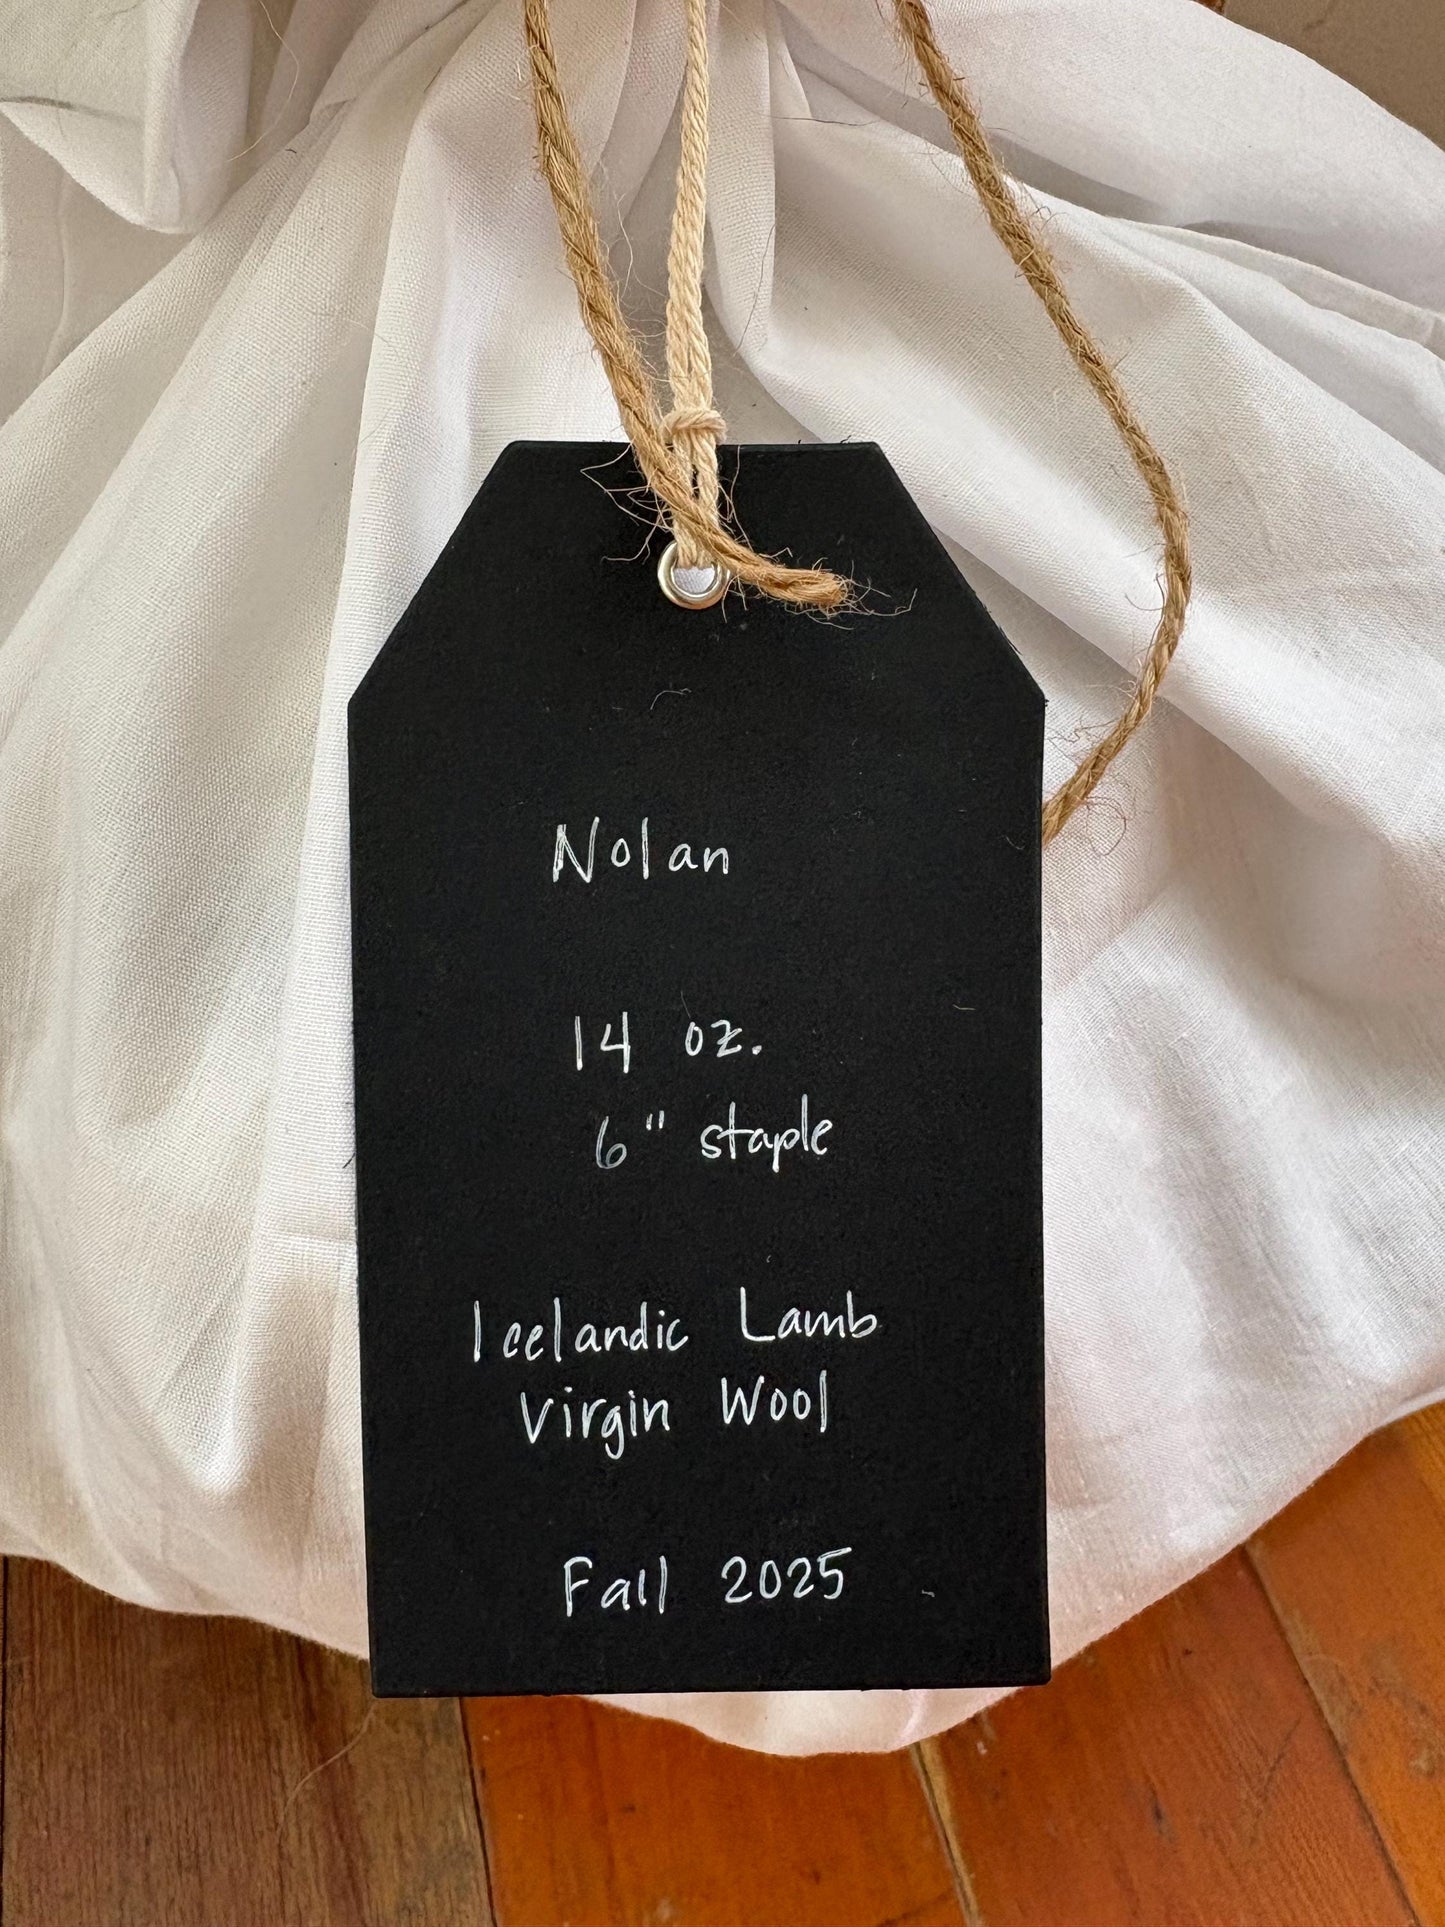 Nolan
14 oz.
6" staple
Icelandic Lamb
Virgin Wool
Fall 2025